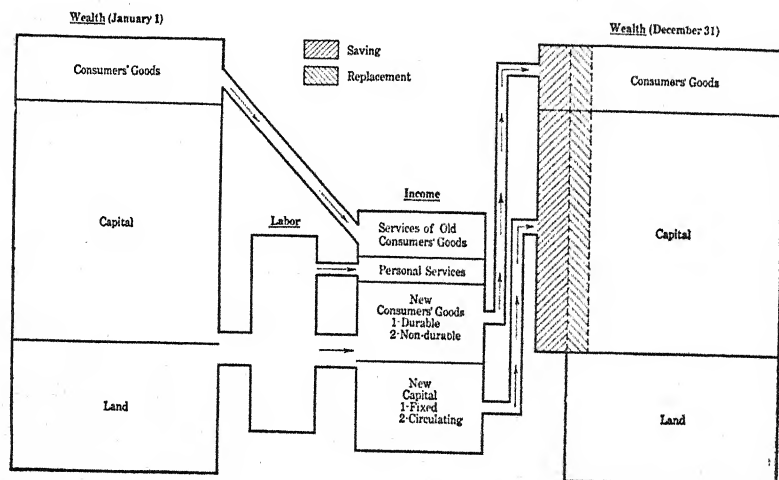 Wealth (January 1)
Consumers' Goods
Capital
Land
Labor
Saving
Replacement
Income
Services of Old
Consumers' Goods
Personal Services
New
Consumers' Goods
1-Durable
2-Non-durable
New
Capital
1-Fixed
2-Circulating
Wealth (December 31)
Consumers' Goods
Capital
Land